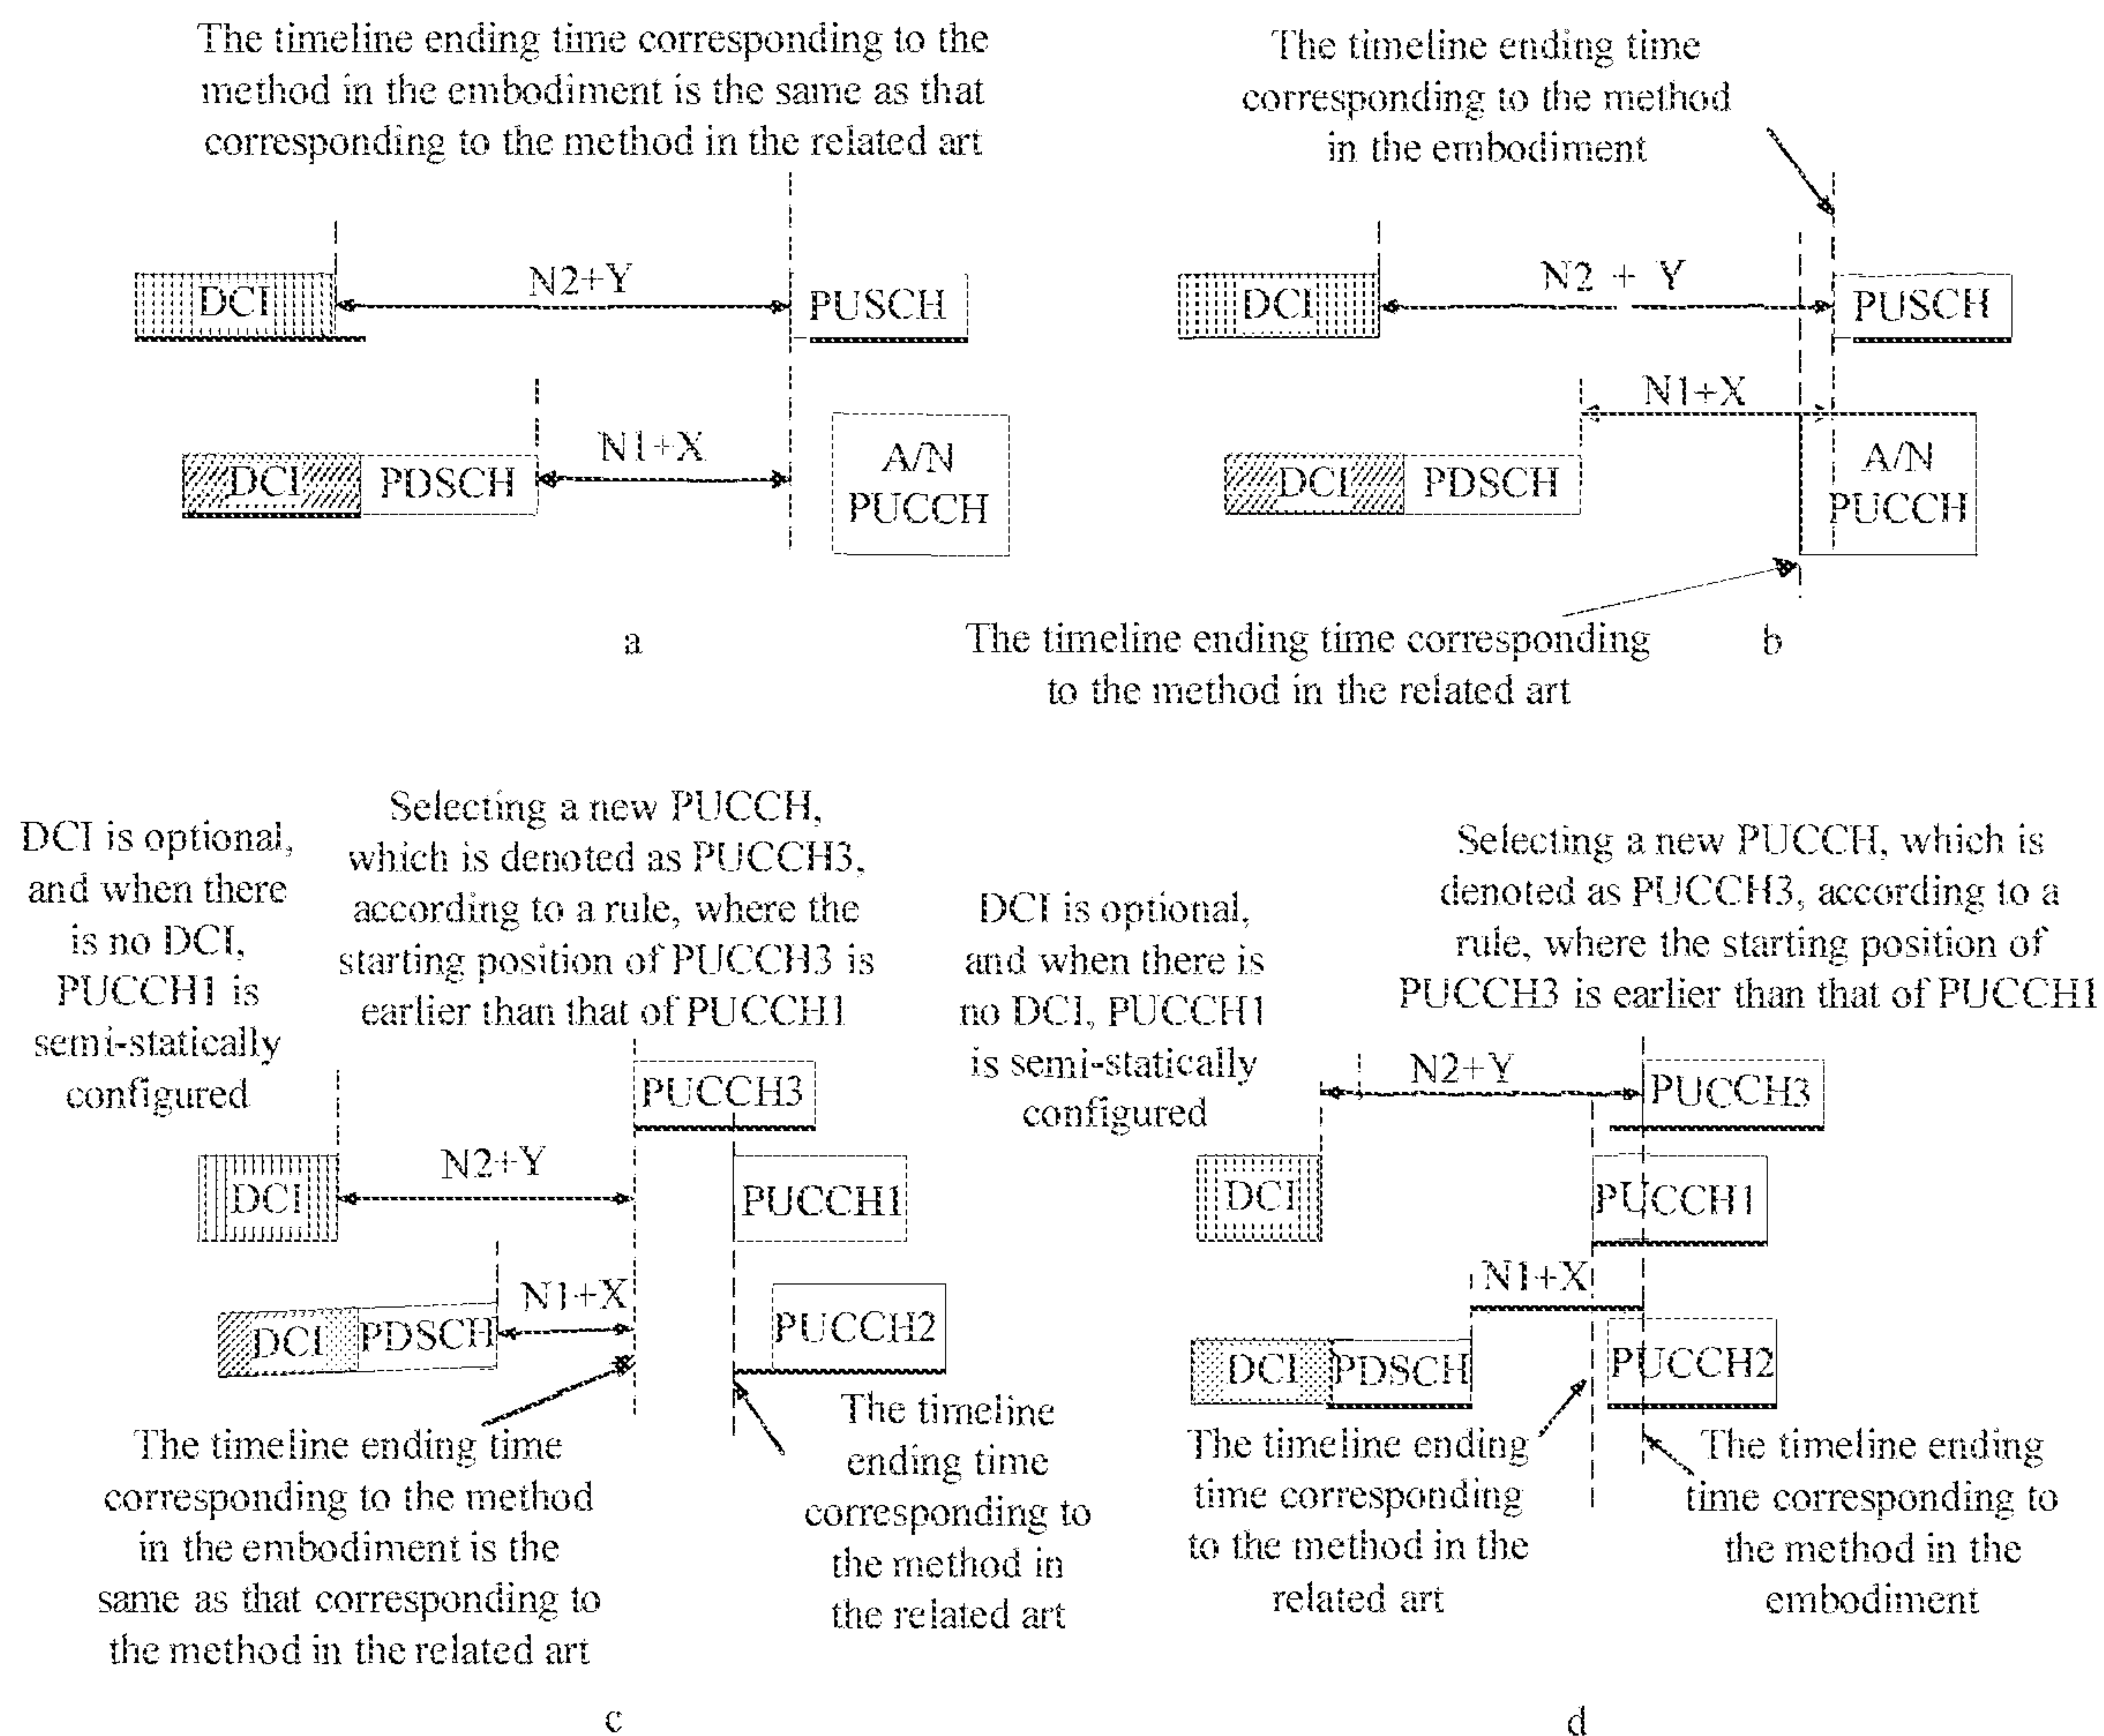 The timeline ending time corresponding to the
method in the embodiment is the same as that
corresponding to the method in the related art
DCI
N2+Y
PUSCH
DCI
PDSCH
N1+X
A/N
PUCCH
a
The timeline ending time
corresponding to the method
in the embodiment
DCI
N2 + Y
PUSCH
N1+X
DCI
PDSCH
A/N
PUCCH
The timeline ending time corresponding
to the method in the related art
b
DCI is optional,
and when there
is no DCI,
PUCCH1 is
semi-statically
configured
Selecting a new PUCCH,
which is denoted as PUCCH3,
according to a rule, where the
starting position of PUCCH3 is
earlier than that of PUCCH1
PUCCH3
DCI
N2+Y
PUCCH1
DCI
PDSCH
N1+X
PUCCH2
The timeline ending time
corresponding to the method
in the embodiment is the
same as that corresponding to
the method in the related art
The timeline
ending time
corresponding to
the method in
the related art
c
DCI is optional,
and when there is
no DCI, PUCCH1
is semi-statically
configured
Selecting a new PUCCH, which is
denoted as PUCCH3, according to a
rule, where the starting position of
PUCCH3 is earlier than that of PUCCH1
N2+Y
PUCCH3
DCI
PUCCH1
N1+X
DCI
PDSCH
PUCCH2
The timeline ending
time corresponding
to the method in the
related art
The timeline ending
time corresponding to
the method in the
embodiment
d